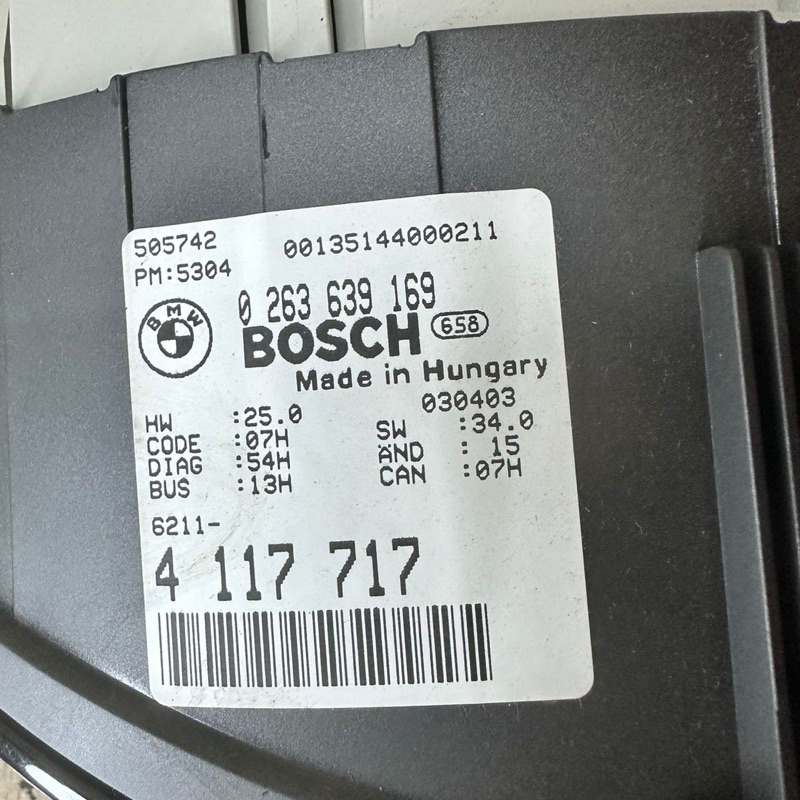 505742 00135144000211
PM:5304
0 263 639 169
BMW
BOSCH 658
Made in Hungary
030403
HW :25.0 SW :34.0
CODE :07H ÄND : 15
DIAG :54H CAN :07H
BUS :13H
6211-
4 117 717